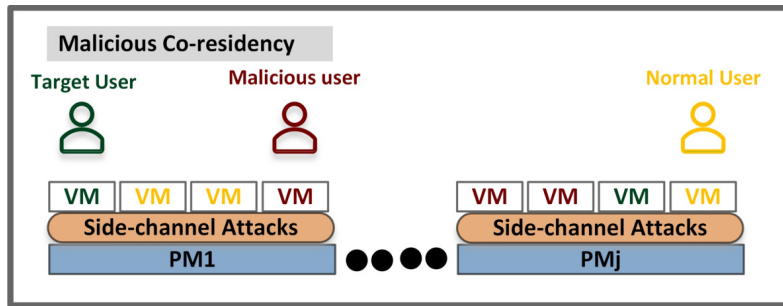 Malicious Co-residency
Target User
Malicious user
Normal User
VM VM VM VM
VM VM VM VM
Side-channel Attacks
Side-channel Attacks
PM1
PMj